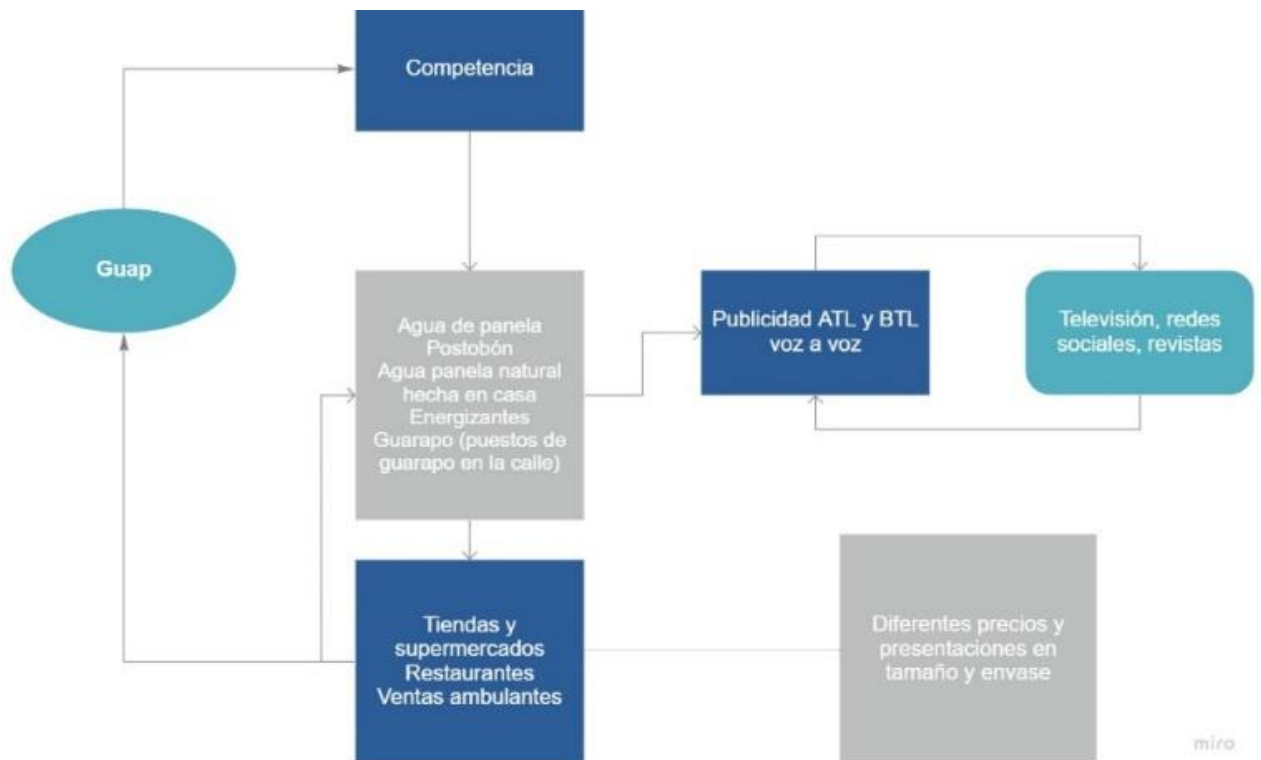 Competencia
Guap
Agua de panela
Postobón
Agua panela natural
hecha en casa
Energizantes
Guarapo (puestos de
guarapo en la calle)
Publicidad ATL y BTL
voz a voz
Televisión, redes
sociales, revistas
Tiendas y
supermercados
Restaurantes
Ventas ambulantes
Diferentes precios y
presentaciones en
tamaño y envase
miro